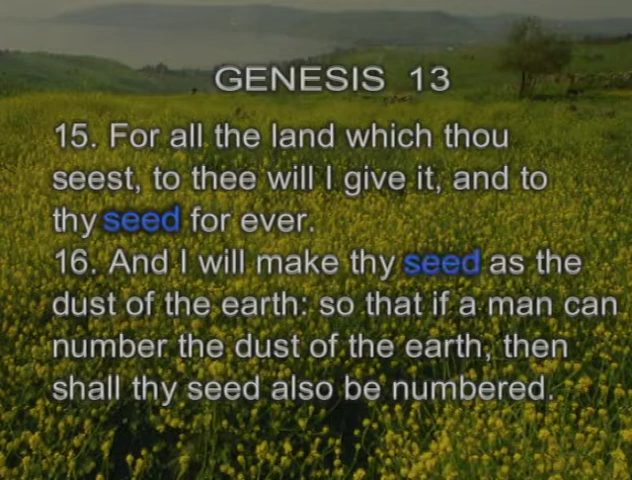 GENESIS 13
15. For all the land which thou
seest, to thee will I give it, and to
thy seed for ever.
16. And I will make thy seed as the
dust of the earth: so that if a man can
number the dust of the earth, then
shall thy seed also be numbered.